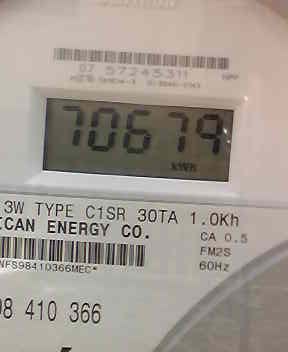 07 57245311
70679
kWh
3W TYPE C1SR 30TA 1.0Kh
ICAN ENERGY CO.
CA 0.5
FM2S
NFS98410366MEC*
60Hz
98 410 366